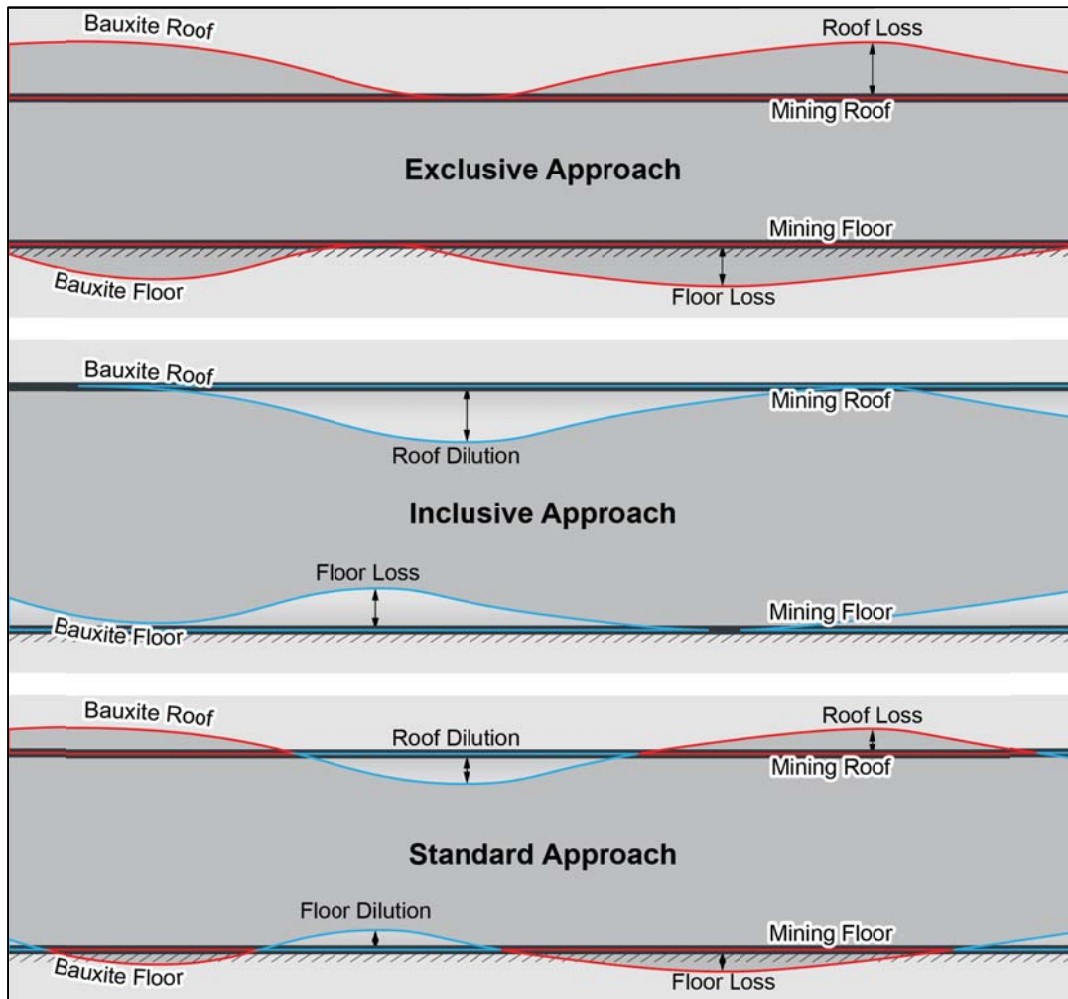 Bauxite Roof
Roof Loss
Mining Roof
Exclusive Approach
Mining Floor
Bauxite Floor
Floor Loss
Bauxite Roof
Mining Roof
Roof Dilution
Inclusive Approach
Floor Loss
Mining Floor
Bauxite Floor
Bauxite Roof
Roof Loss
Roof Dilution
Mining Roof
Standard Approach
Floor Dilution
Mining Floor
Bauxite Floor
Floor Loss